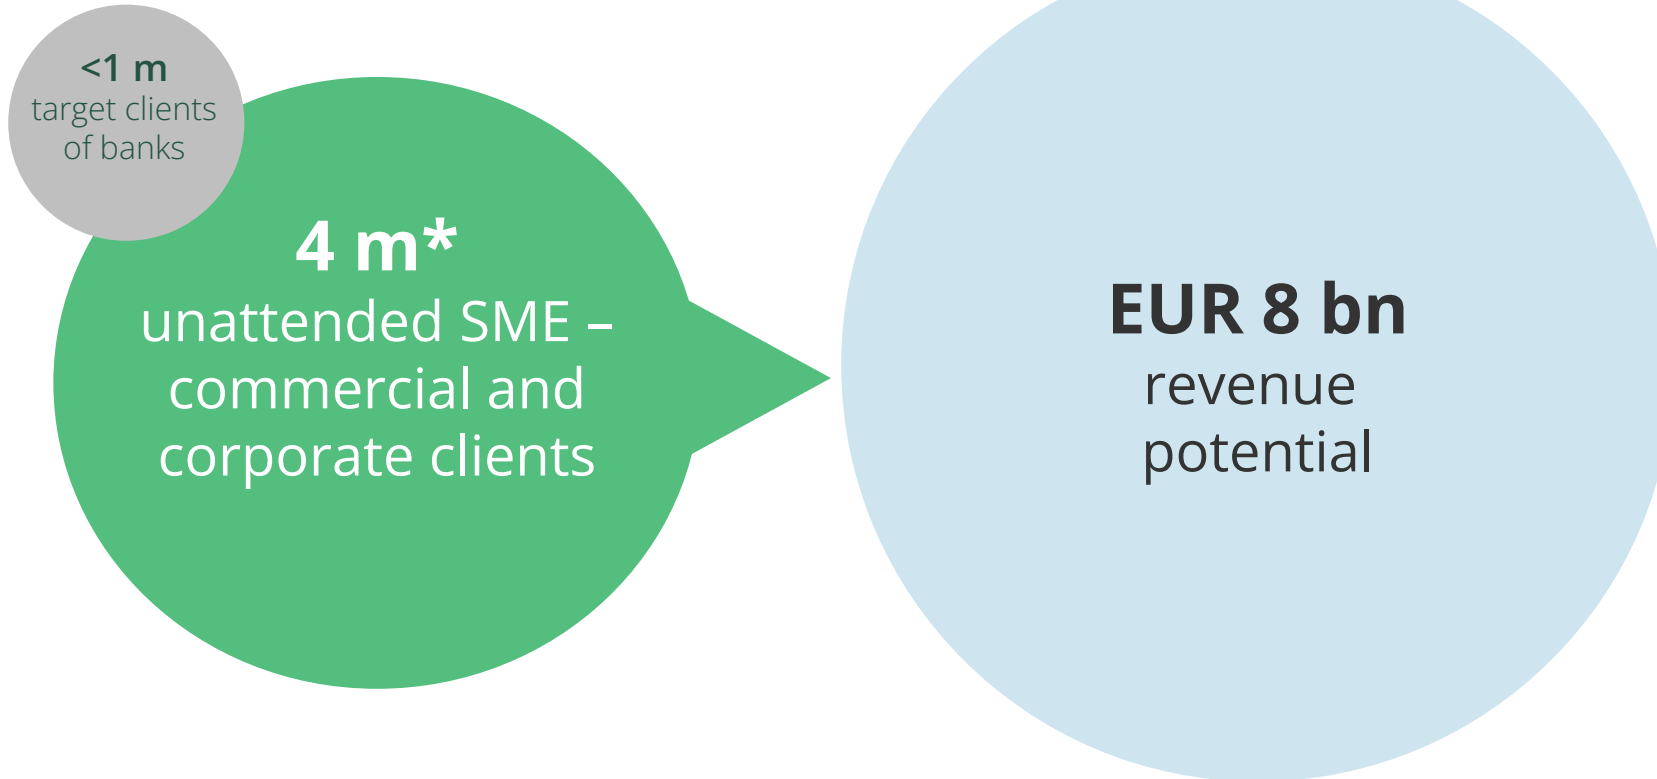 <1 m
target clients
of banks
4 m*
unattended SME –
commercial and
corporate clients
EUR 8 bn
revenue
potential